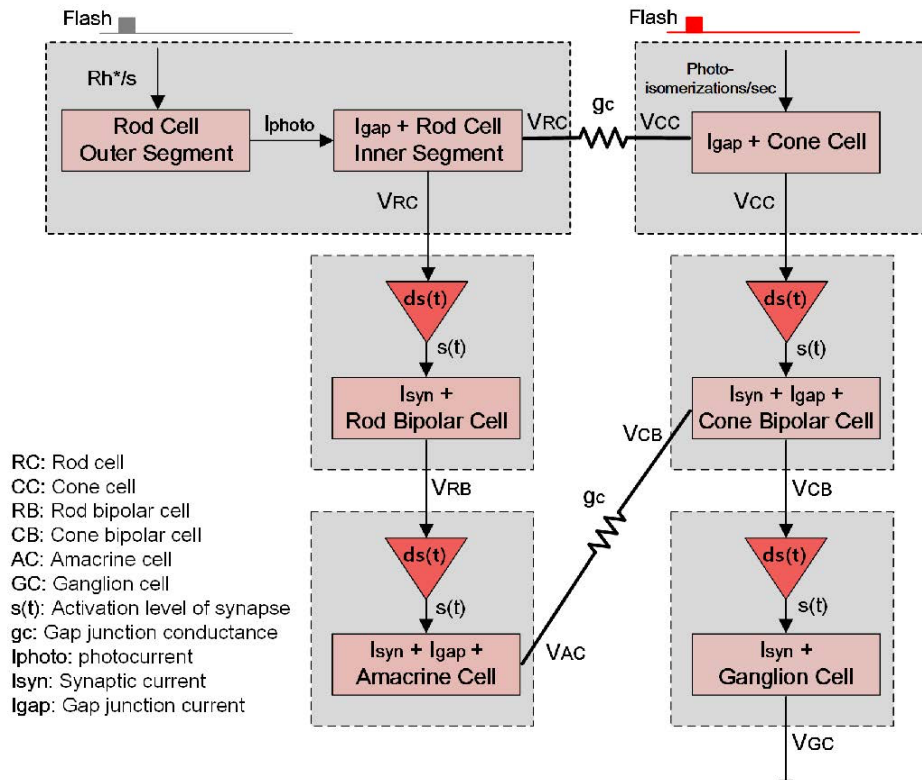 Flash
Flash
Rh*/s
Photo-
isomerizations/sec
Rod Cell
Outer Segment
Iphoto
Igap + Rod Cell
Inner Segment
VRC
gc
VCC
Igap + Cone Cell
VRC
VCC
ds(t)
s(t)
Isyn +
Rod Bipolar Cell
ds(t)
s(t)
Isyn + Igap +
Cone Bipolar Cell
VCB
VRB
gc
VCB
ds(t)
s(t)
Isyn + Igap +
Amacrine Cell
VAC
ds(t)
s(t)
Isyn +
Ganglion Cell
VGC
RC: Rod cell
CC: Cone cell
RB: Rod bipolar cell
CB: Cone bipolar cell
AC: Amacrine cell
GC: Ganglion cell
s(t): Activation level of synapse
gc: Gap junction conductance
Iphoto: photocurrent
Isyn: Synaptic current
Igap: Gap junction current